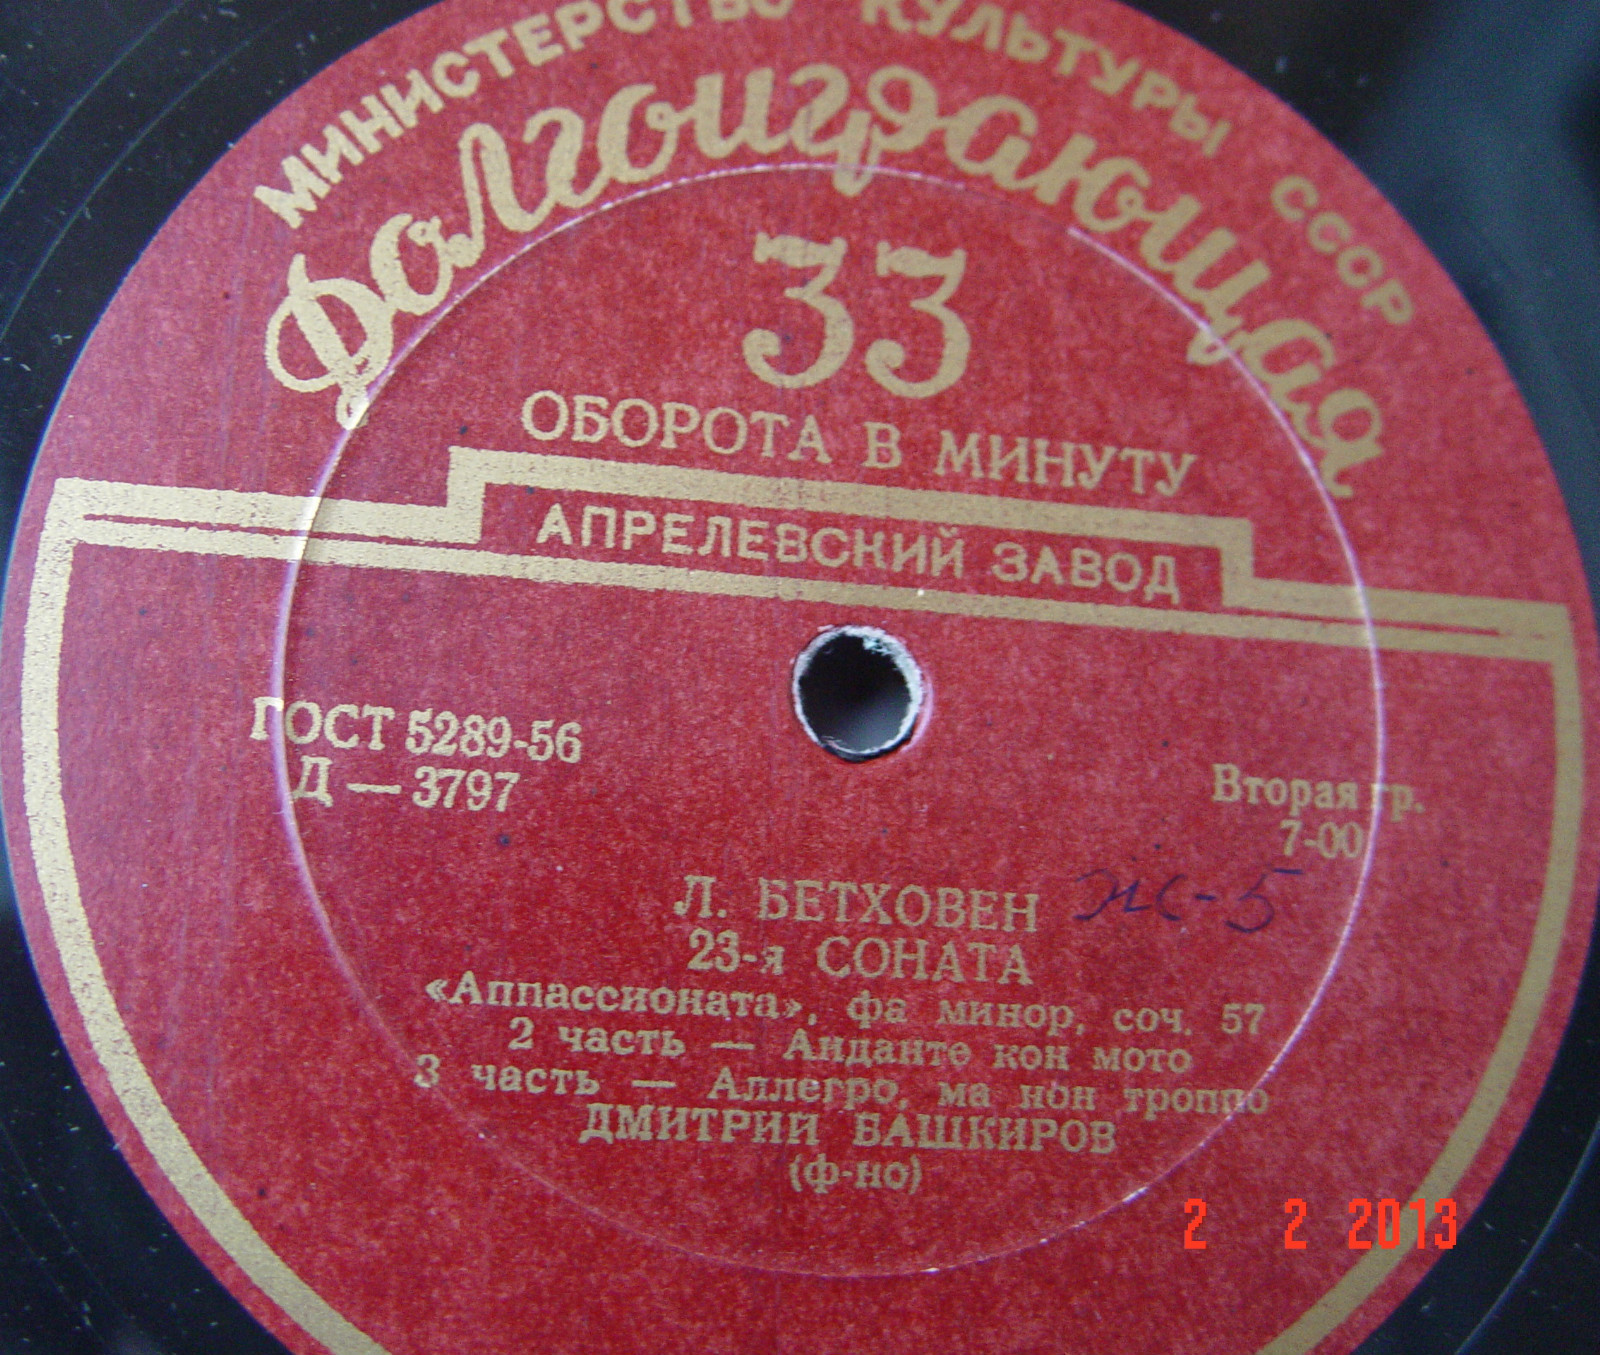 МИНИСТЕРСТВО КУЛЬТУРЫ СССР
Долгоиграющая
33
ОБОРОТА В МИНУТУ
АПРЕЛЕВСКИЙ ЗАВОД
ГОСТ 5289-56
Д — 3797
Вторая гр.
7-00
Л. БЕТХОВЕН
23-я СОНАТА
«Аппассионата», фа минор, соч. 57
2 часть — Анданте кон мото
3 часть — Аллегро, ма нон троппо
ДМИТРИЙ БАШКИРОВ
(ф-но)
2 2 2013